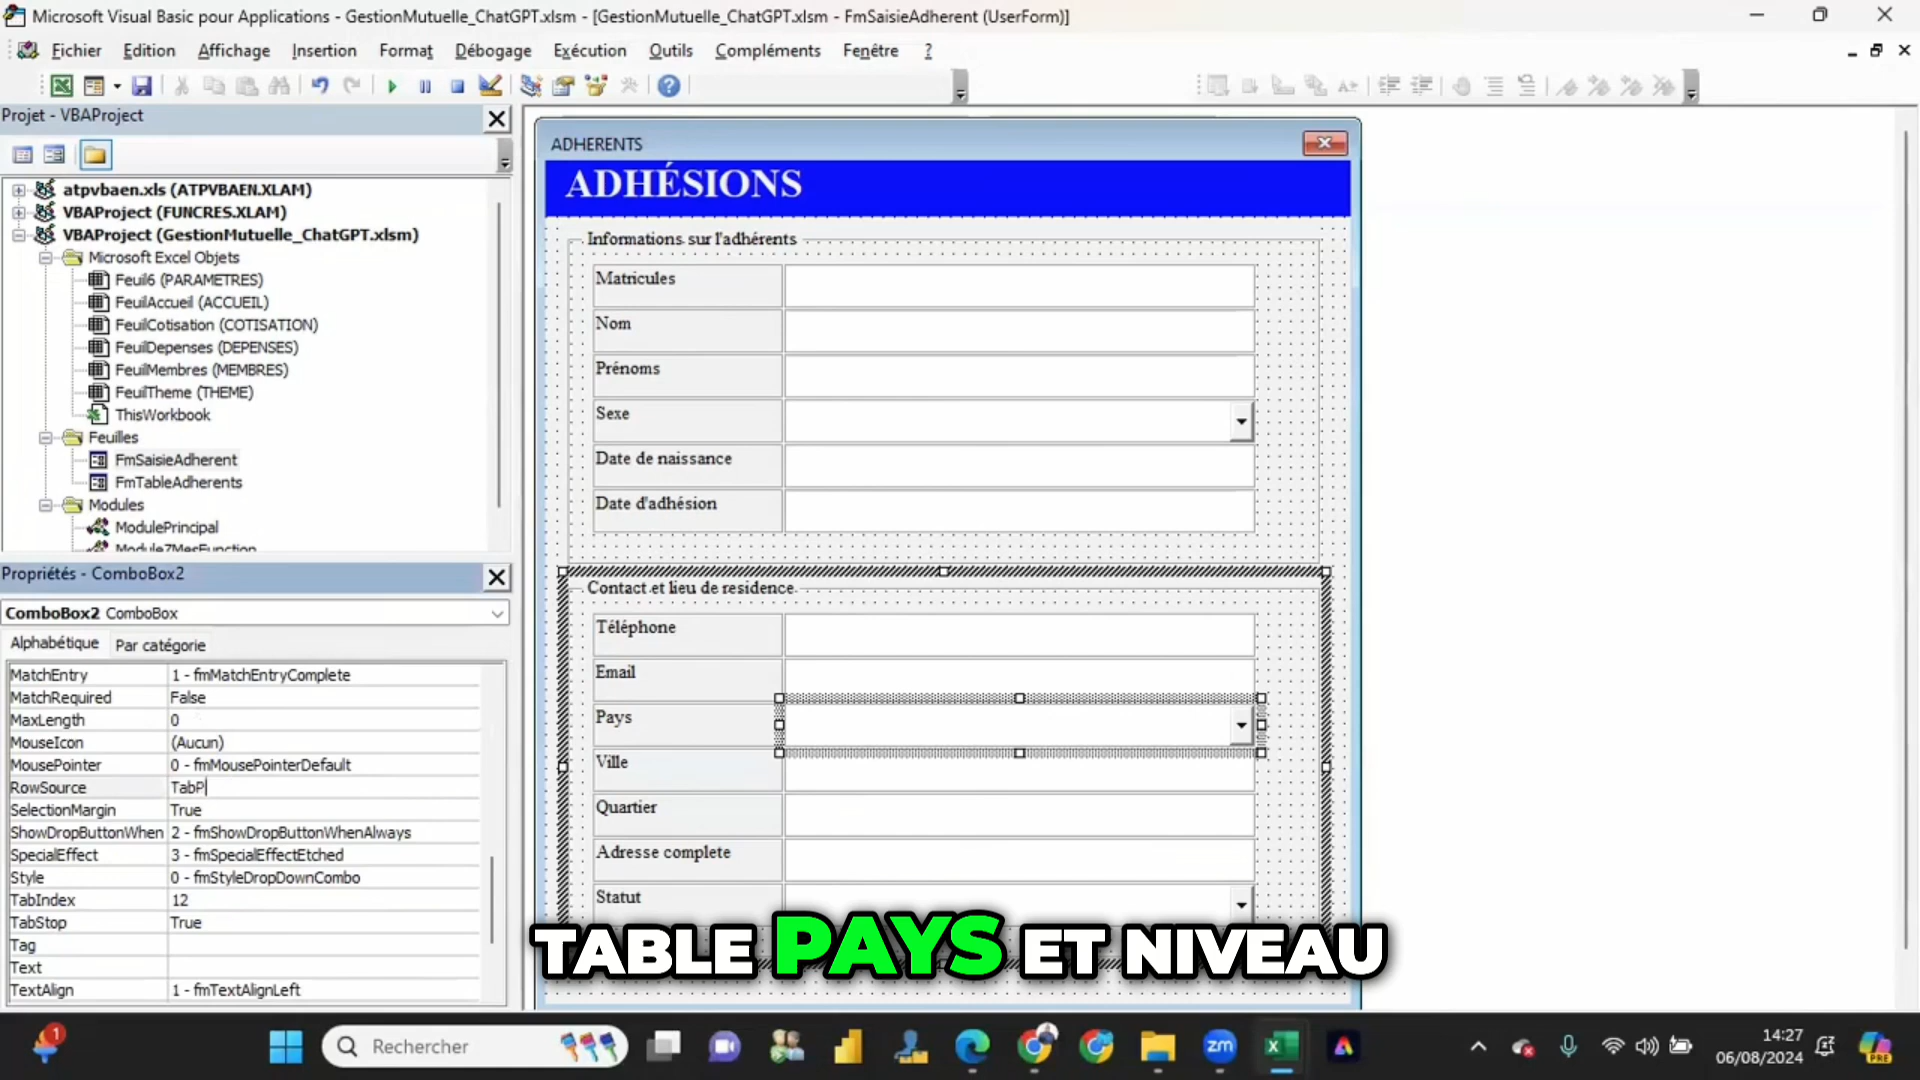 Microsoft Visual Basic pour Applications - GestionMutuelle_ChatGPT.xlsm - [GestionMutuelle_ChatGPT.xlsm - FmSaisieAdherent (UserForm)]
Fichier Edition Affichage Insertion Format Débogage Exécution Outils Compléments Fenêtre ?
Projet - VBAProject
atpvbaen.xls (ATPVBAEN.XLAM)
VBAProject (FUNCRES.XLAM)
VBAProject (GestionMutuelle_ChatGPT.xlsm)
Microsoft Excel Objets
Feuil6 (PARAMETRES)
FeuilAccueil (ACCUEIL)
FeuilCotisation (COTISATION)
FeuilDepenses (DEPENSES)
FeuilMembres (MEMBRES)
FeuilTheme (THEME)
ThisWorkbook
Feuilles
FmSaisieAdherent
FmTableAdherents
Modules
ModulePrincipal
ModuleZMesFunction
Propriétés - ComboBox2
ComboBox2 ComboBox
Alphabétique Par catégorie
MatchEntry 1 - fmMatchEntryComplete
MatchRequired False
MaxLength 0
MouseIcon (Aucun)
MousePointer 0 - fmMousePointerDefault
RowSource TabP
SelectionMargin True
ShowDropButtonWhen 2 - fmShowDropButtonWhenAlways
SpecialEffect 3 - fmSpecialEffectEtched
Style 0 - fmStyleDropDownCombo
TabIndex 12
TabStop True
Tag
Text
TextAlign 1 - fmTextAlignLeft
ADHERENTS
ADHÉSIONS
Informations sur l'adhérents
Matricules
Nom
Prénoms
Sexe
Date de naissance
Date d'adhésion
Contact et lieu de residence
Téléphone
Email
Pays
Ville
Quartier
Adresse complete
Statut
TABLE PAYS ET NIVEAU
1
Rechercher
zm
PRE
14:27
06/08/2024